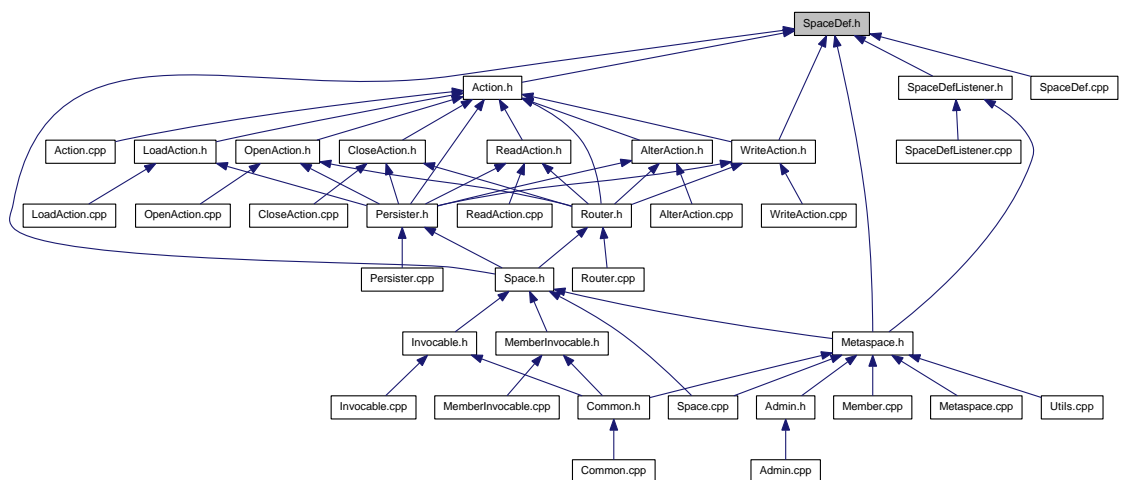 SpaceDef.h
Action.h
SpaceDefListener.h
SpaceDef.cpp
Action.cpp
LoadAction.h
OpenAction.h
CloseAction.h
ReadAction.h
AlterAction.h
WriteAction.h
SpaceDefListener.cpp
LoadAction.cpp
OpenAction.cpp
CloseAction.cpp
Persister.h
ReadAction.cpp
Router.h
AlterAction.cpp
WriteAction.cpp
Persister.cpp
Space.h
Router.cpp
Invocable.h
MemberInvocable.h
Metaspace.h
Invocable.cpp
MemberInvocable.cpp
Common.h
Space.cpp
Admin.h
Member.cpp
Metaspace.cpp
Utils.cpp
Common.cpp
Admin.cpp